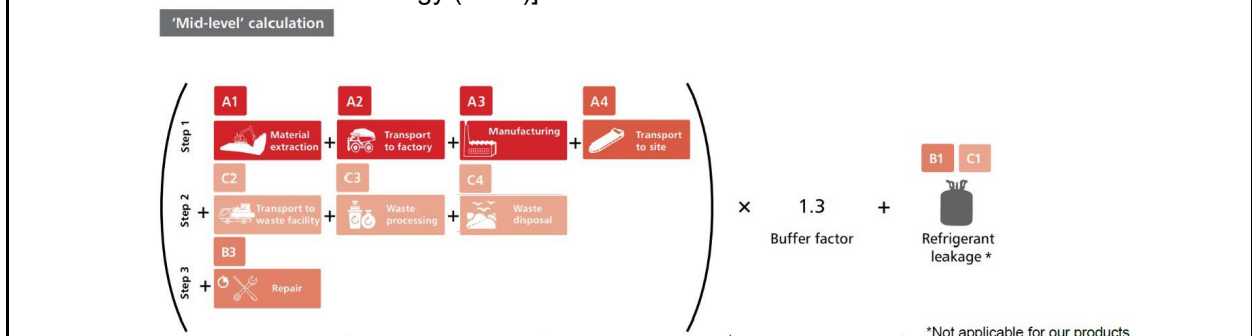 gy (
)]
'Mid-level' calculation
A1 A2 A3 A4
Step 1
Material extraction + Transport to factory + Manufacturing + Transport to site
C2 C3 C4
Step 2
+ Transport to waste facility + Waste processing + Waste disposal
B3
Step 3
+ Repair
× 1.3 +
Buffer factor
B1 C1
Refrigerant
leakage *
*Not applicable for our products